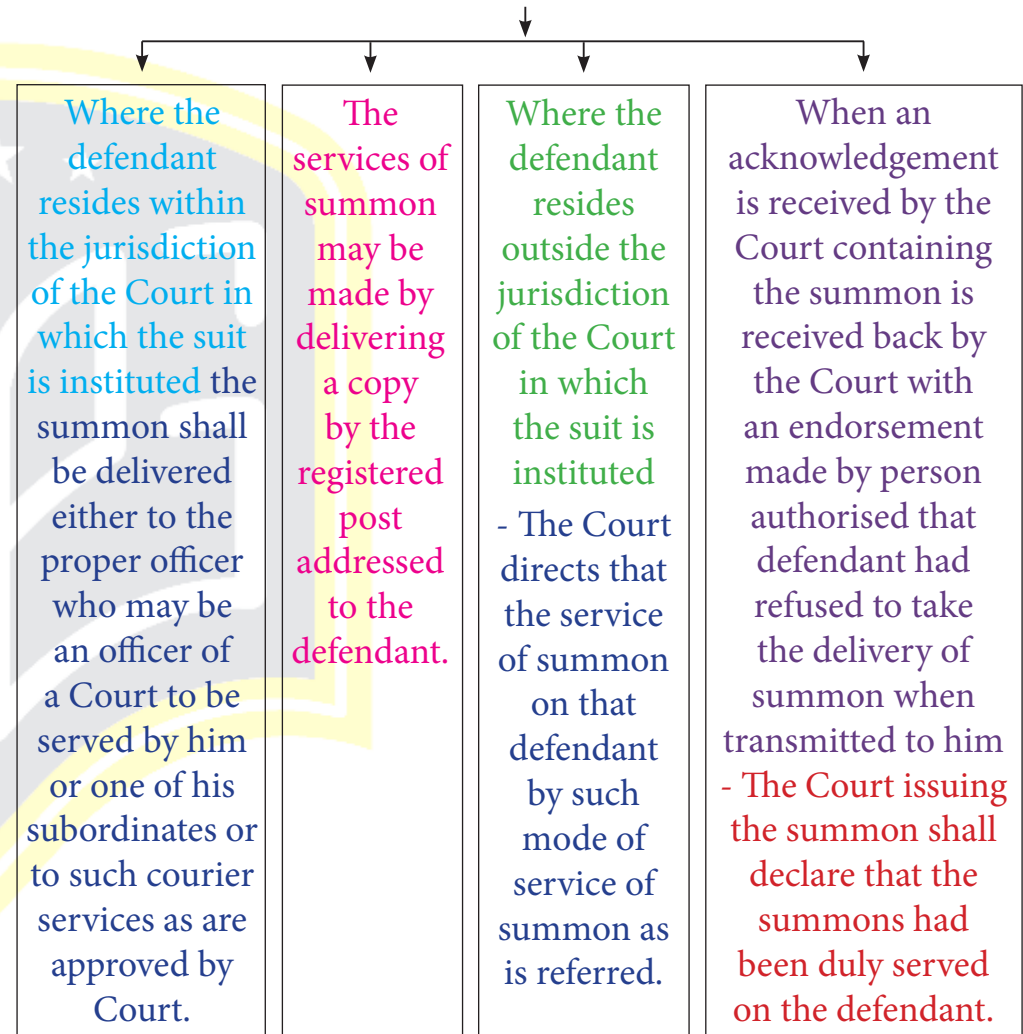 Where the
defendant
resides within
the jurisdiction
of the Court in
which the suit
is instituted the
summon shall
be delivered
either to the
proper officer
who may be
an officer of
a Court to be
served by him
or one of his
subordinates or
to such courier
services as are
approved by
Court.
The
services of
summon
may be
made by
delivering
a copy
by the
registered
post
addressed
to the
defendant.
Where the
defendant
resides
outside the
jurisdiction
of the Court
in which
the suit is
instituted
- The Court
directs that
the service
of summon
on that
defendant
by such
mode of
service of
summon as
is referred.
When an
acknowledgement
is received by the
Court containing
the summon is
received back by
the Court with
an endorsement
made by person
authorised that
defendant had
refused to take
the delivery of
summon when
transmitted to him
- The Court issuing
the summon shall
declare that the
summons had
been duly served
on the defendant.